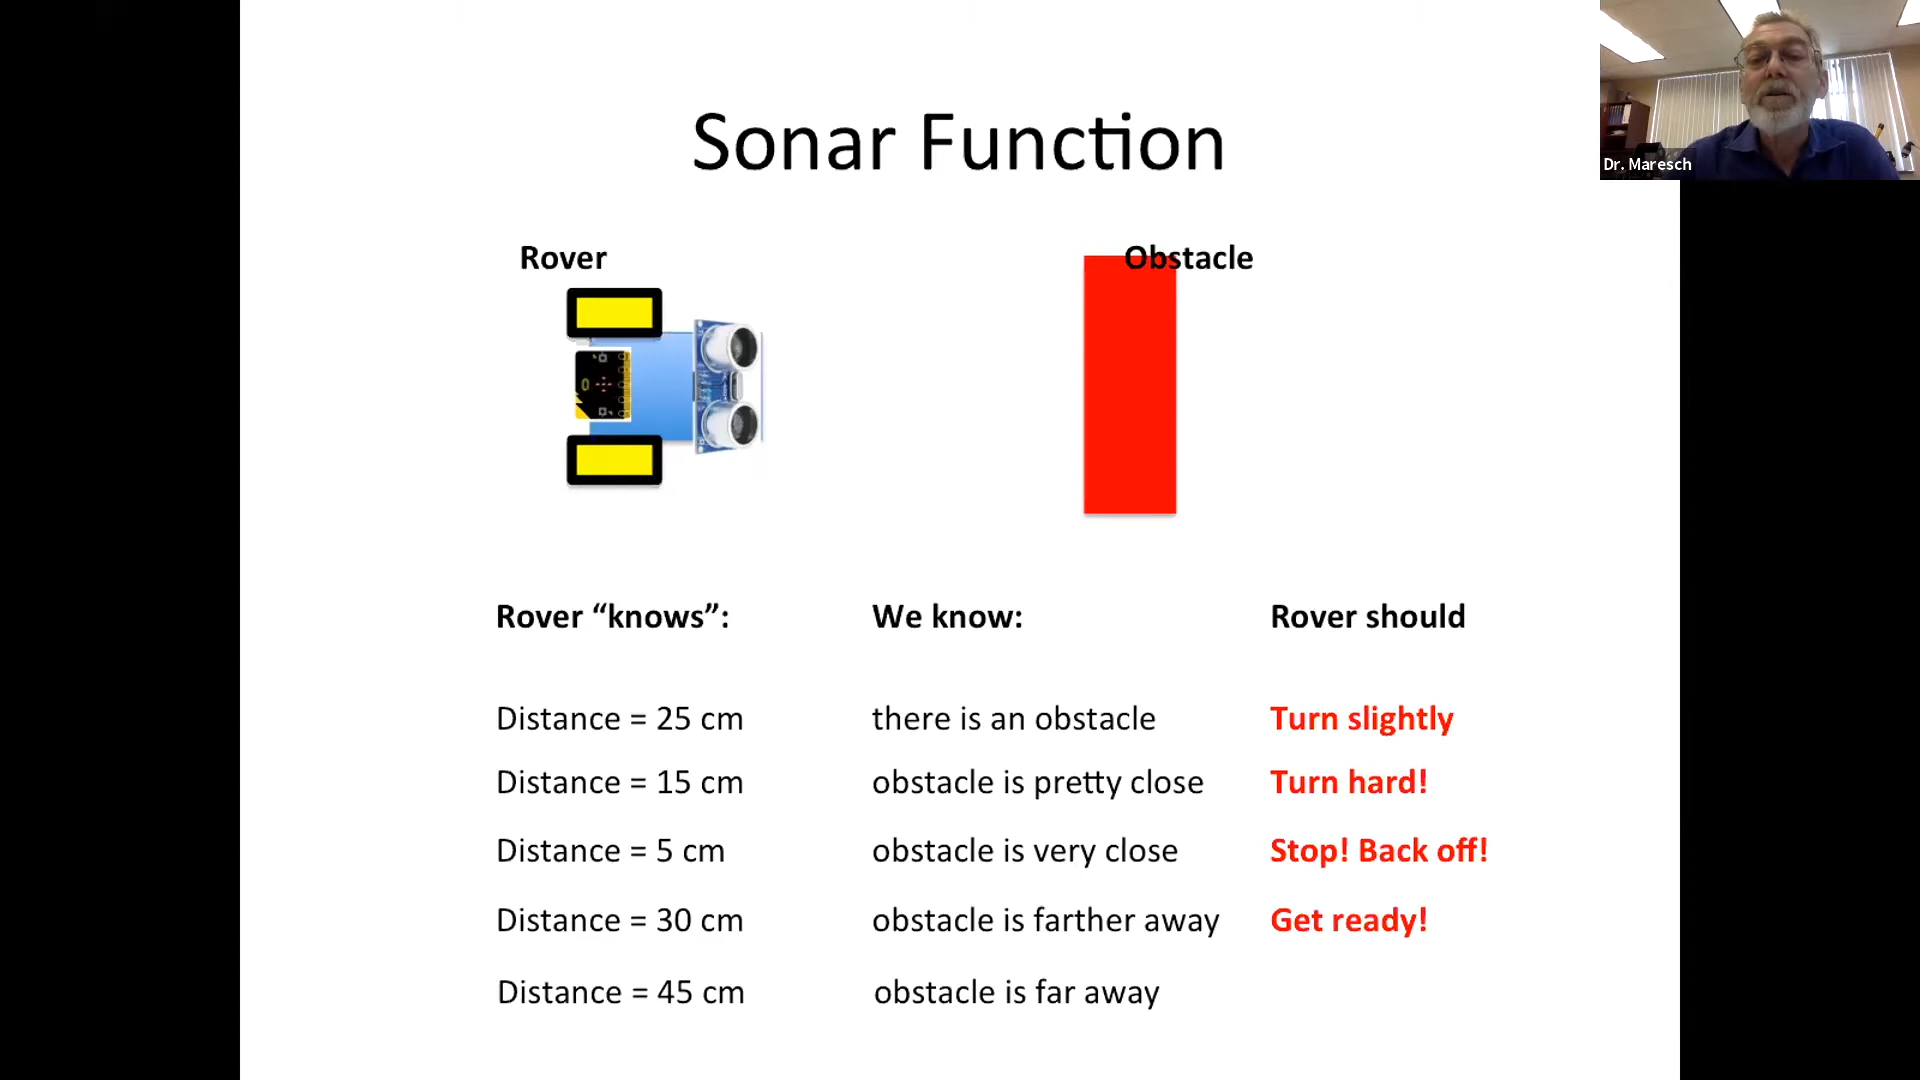 Sonar Function
Dr. Maresch
Rover
Obstacle
Rover “knows”:
We know:
Rover should
Distance = 25 cm
there is an obstacle
Turn slightly
Distance = 15 cm
obstacle is pretty close
Turn hard!
Distance = 5 cm
obstacle is very close
Stop! Back off!
Distance = 30 cm
obstacle is farther away
Get ready!
Distance = 45 cm
obstacle is far away